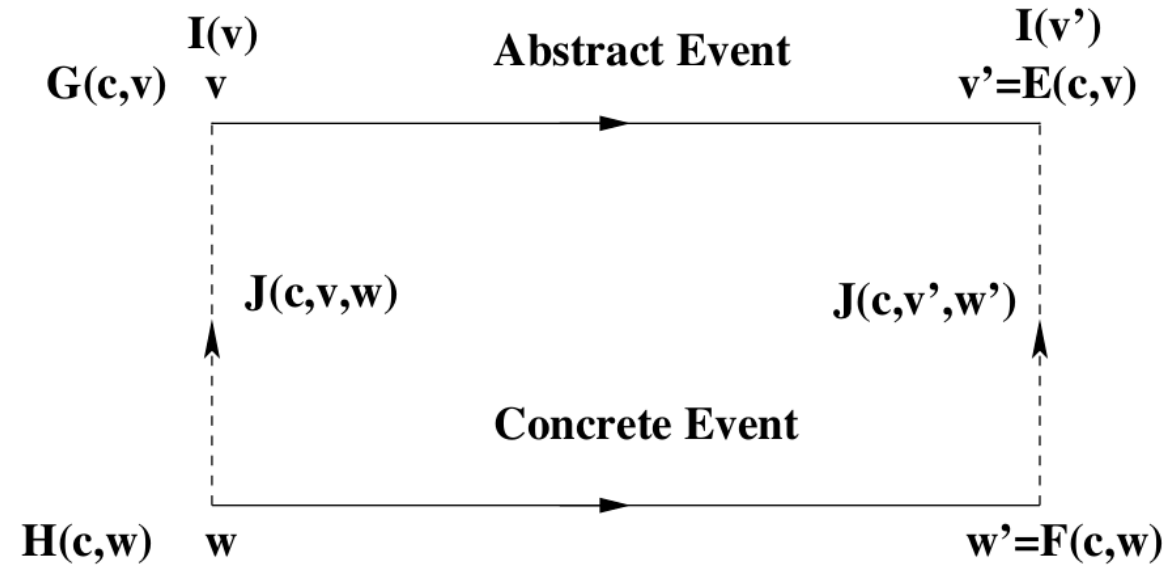 I(v)
I(v’)
Abstract Event
G(c,v) v
v’=E(c,v)
J(c,v,w)
J(c,v’,w’)
Concrete Event
H(c,w) w
w’=F(c,w)